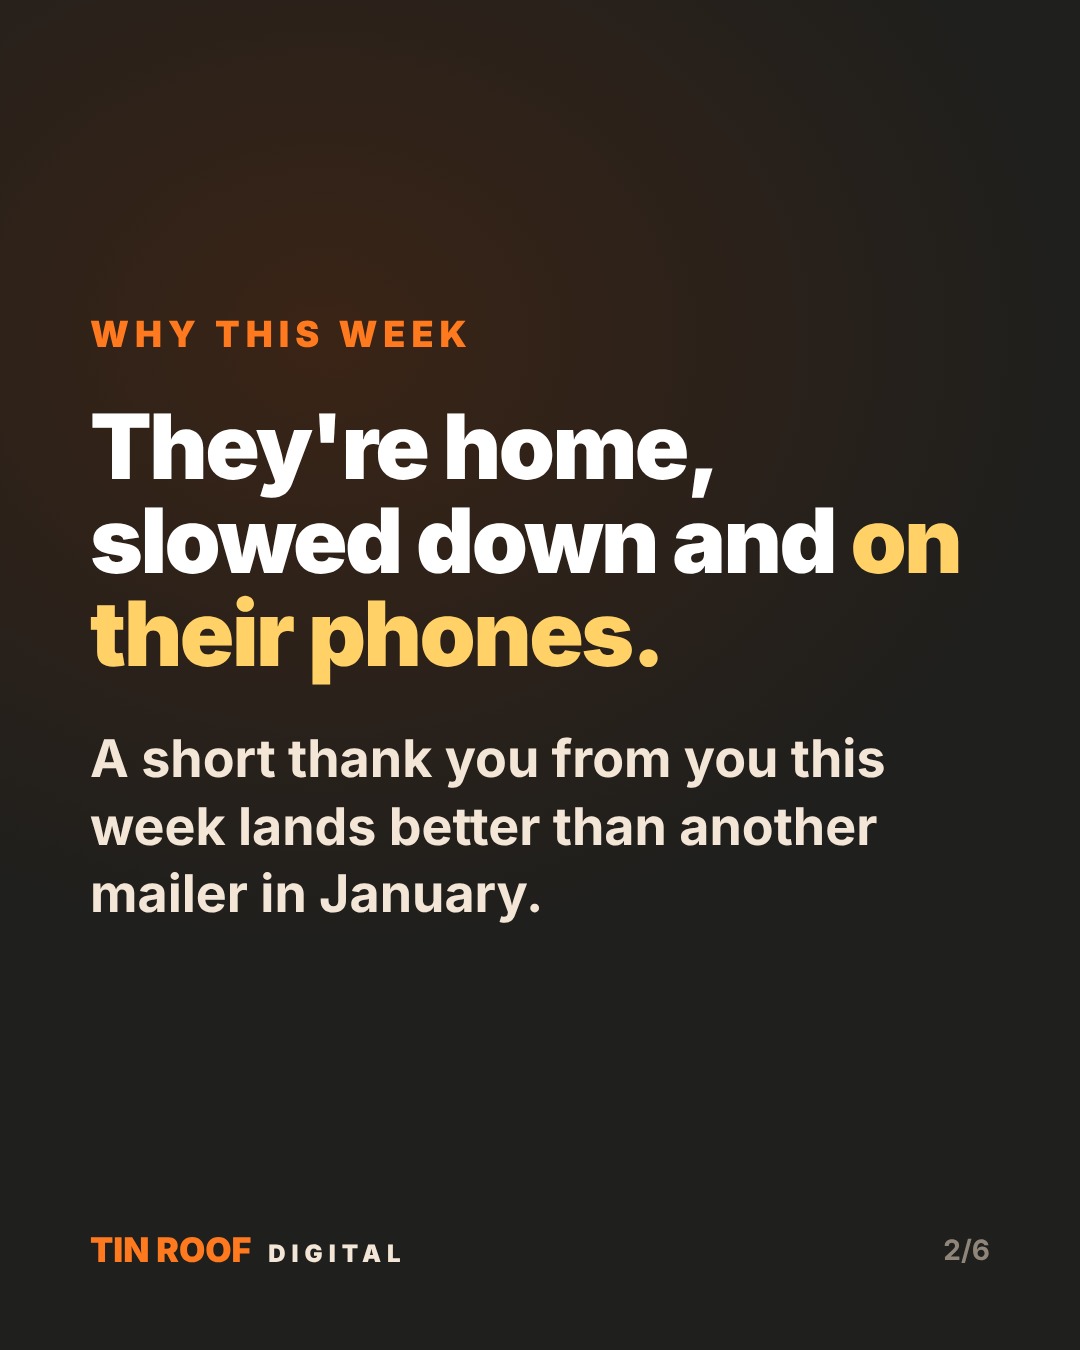 WHY THIS WEEK
They're home,
slowed down and on
their phones.
A short thank you from you this
week lands better than another
mailer in January.
TIN ROOF DIGITAL
2/6